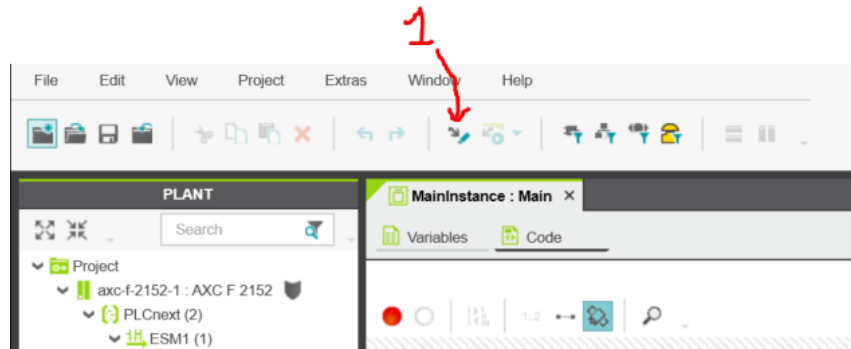 1
File Edit View Project Extras Window Help
PLANT
MainInstance : Main ×
Search
Variables Code
Project
axc-f-2152-1 : AXC F 2152
PLCnext (2)
1.2
ESM1 (1)